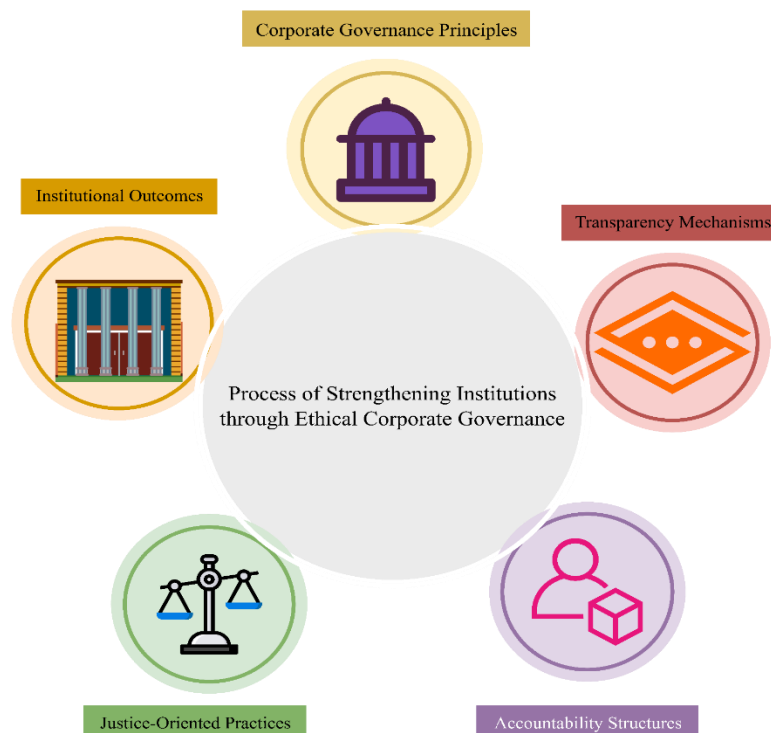 Corporate Governance Principles
Institutional Outcomes
Transparency Mechanisms
Process of Strengthening Institutions
through Ethical Corporate Governance
Justice-Oriented Practices
Accountability Structures